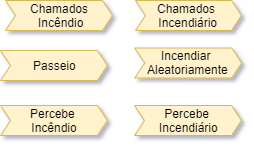 Chamados
Incêndio
Chamados
Incendiário
Passeio
Incendiar
Aleatoriamente
Percebe
Incêndio
Percebe
Incendiário